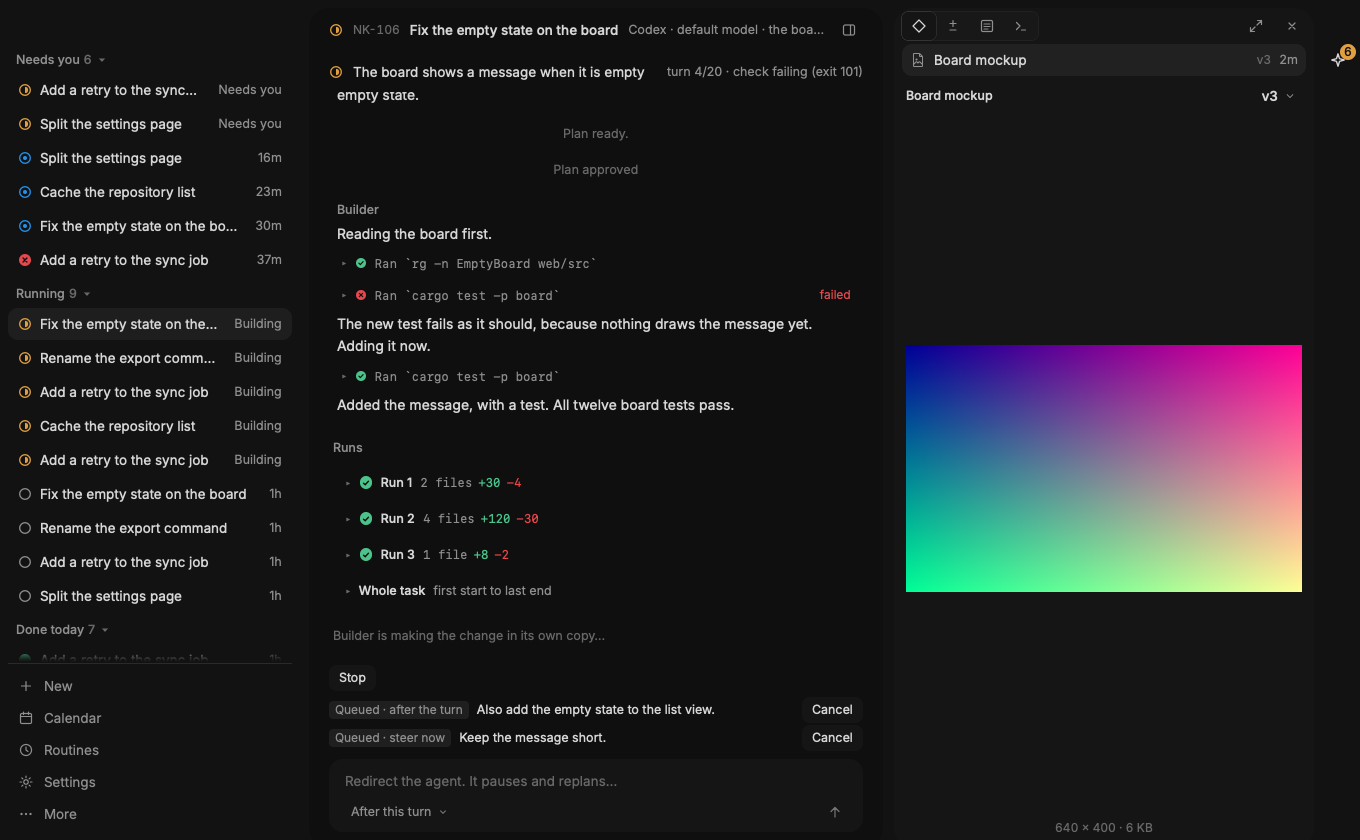 Needs you 6
Add a retry to the sync... Needs you
Split the settings page Needs you
Split the settings page 16m
Cache the repository list 23m
Fix the empty state on the bo... 30m
Add a retry to the sync job 37m
Running 9
Fix the empty state on the... Building
Rename the export comm... Building
Add a retry to the sync job Building
Cache the repository list Building
Add a retry to the sync job Building
Fix the empty state on the board 1h
Rename the export command 1h
Add a retry to the sync job 1h
Split the settings page 1h
Done today 7
Add a retry to the sync job 1h
New
Calendar
Routines
Settings
More
NK-106 Fix the empty state on the board Codex · default model · the boa...
The board shows a message when it is empty turn 4/20 · check failing (exit 101)
empty state.
Plan ready.
Plan approved
Builder
Reading the board first.
Ran `rg -n EmptyBoard web/src`
Ran `cargo test -p board` failed
The new test fails as it should, because nothing draws the message yet.
Adding it now.
Ran `cargo test -p board`
Added the message, with a test. All twelve board tests pass.
Runs
Run 1 2 files +30 −4
Run 2 4 files +120 −30
Run 3 1 file +8 −2
Whole task first start to last end
Builder is making the change in its own copy...
Stop
Queued · after the turn Also add the empty state to the list view. Cancel
Queued · steer now Keep the message short. Cancel
Redirect the agent. It pauses and replans...
After this turn
Board mockup v3 2m
Board mockup v3
640 × 400 · 6 KB
6